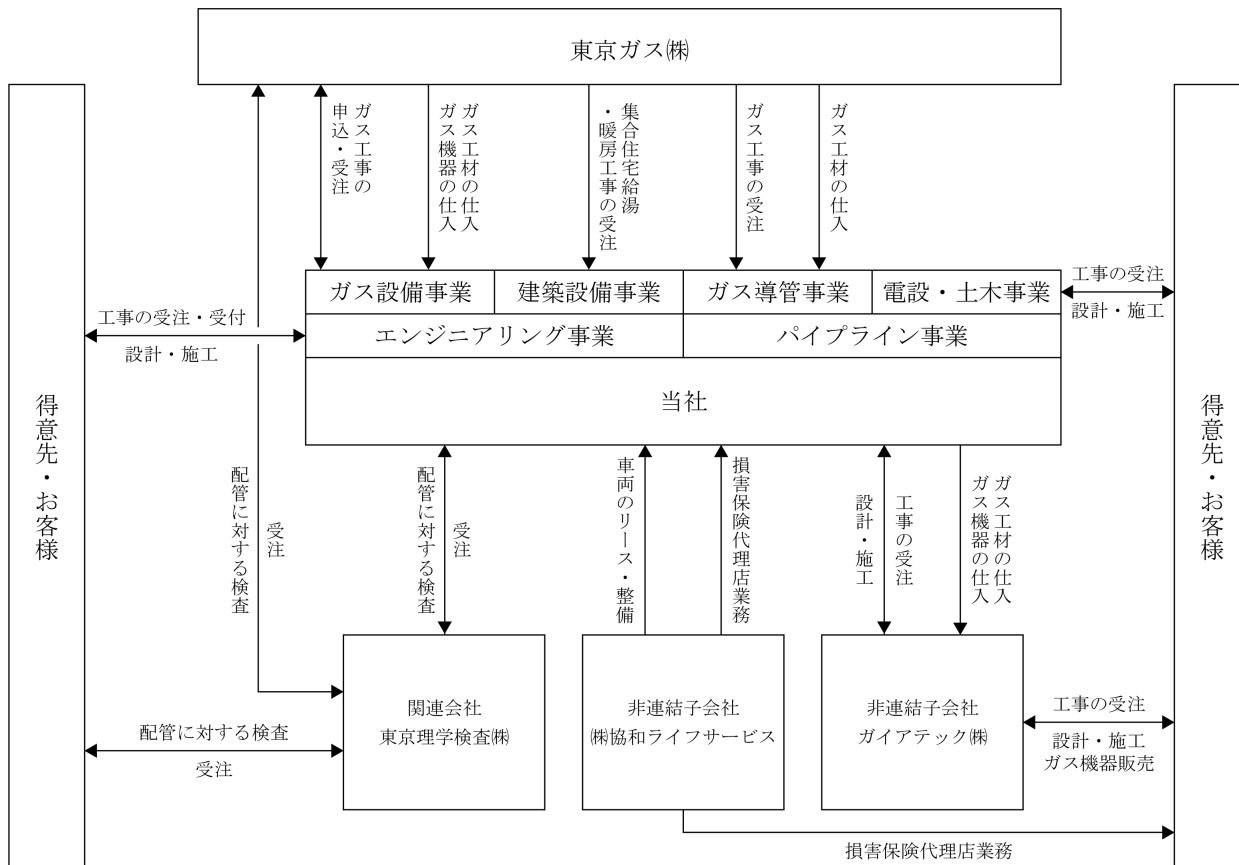 東京ガス㈱
ガス工事の
申込・受注
ガス工材の仕入
ガス機器の仕入
集合住宅給湯
・暖房工事の受注
ガス工事の受注
ガス工材の仕入
ガス設備事業
建築設備事業
ガス導管事業
電設・土木事業
エンジニアリング事業
パイプライン事業
当社
工事の受注・受付
設計・施工
工事の受注
設計・施工
得意先・お客様
得意先・お客様
受注
配管に対する検査
受注
配管に対する検査
車両のリース・整備
損害保険代理店業務
工事の受注
設計・施工
ガス工材の仕入
ガス機器の仕入
関連会社
東京理学検査㈱
非連結子会社
㈱協和ライフサービス
非連結子会社
ガイアテック㈱
配管に対する検査
受注
工事の受注
設計・施工
ガス機器販売
損害保険代理店業務